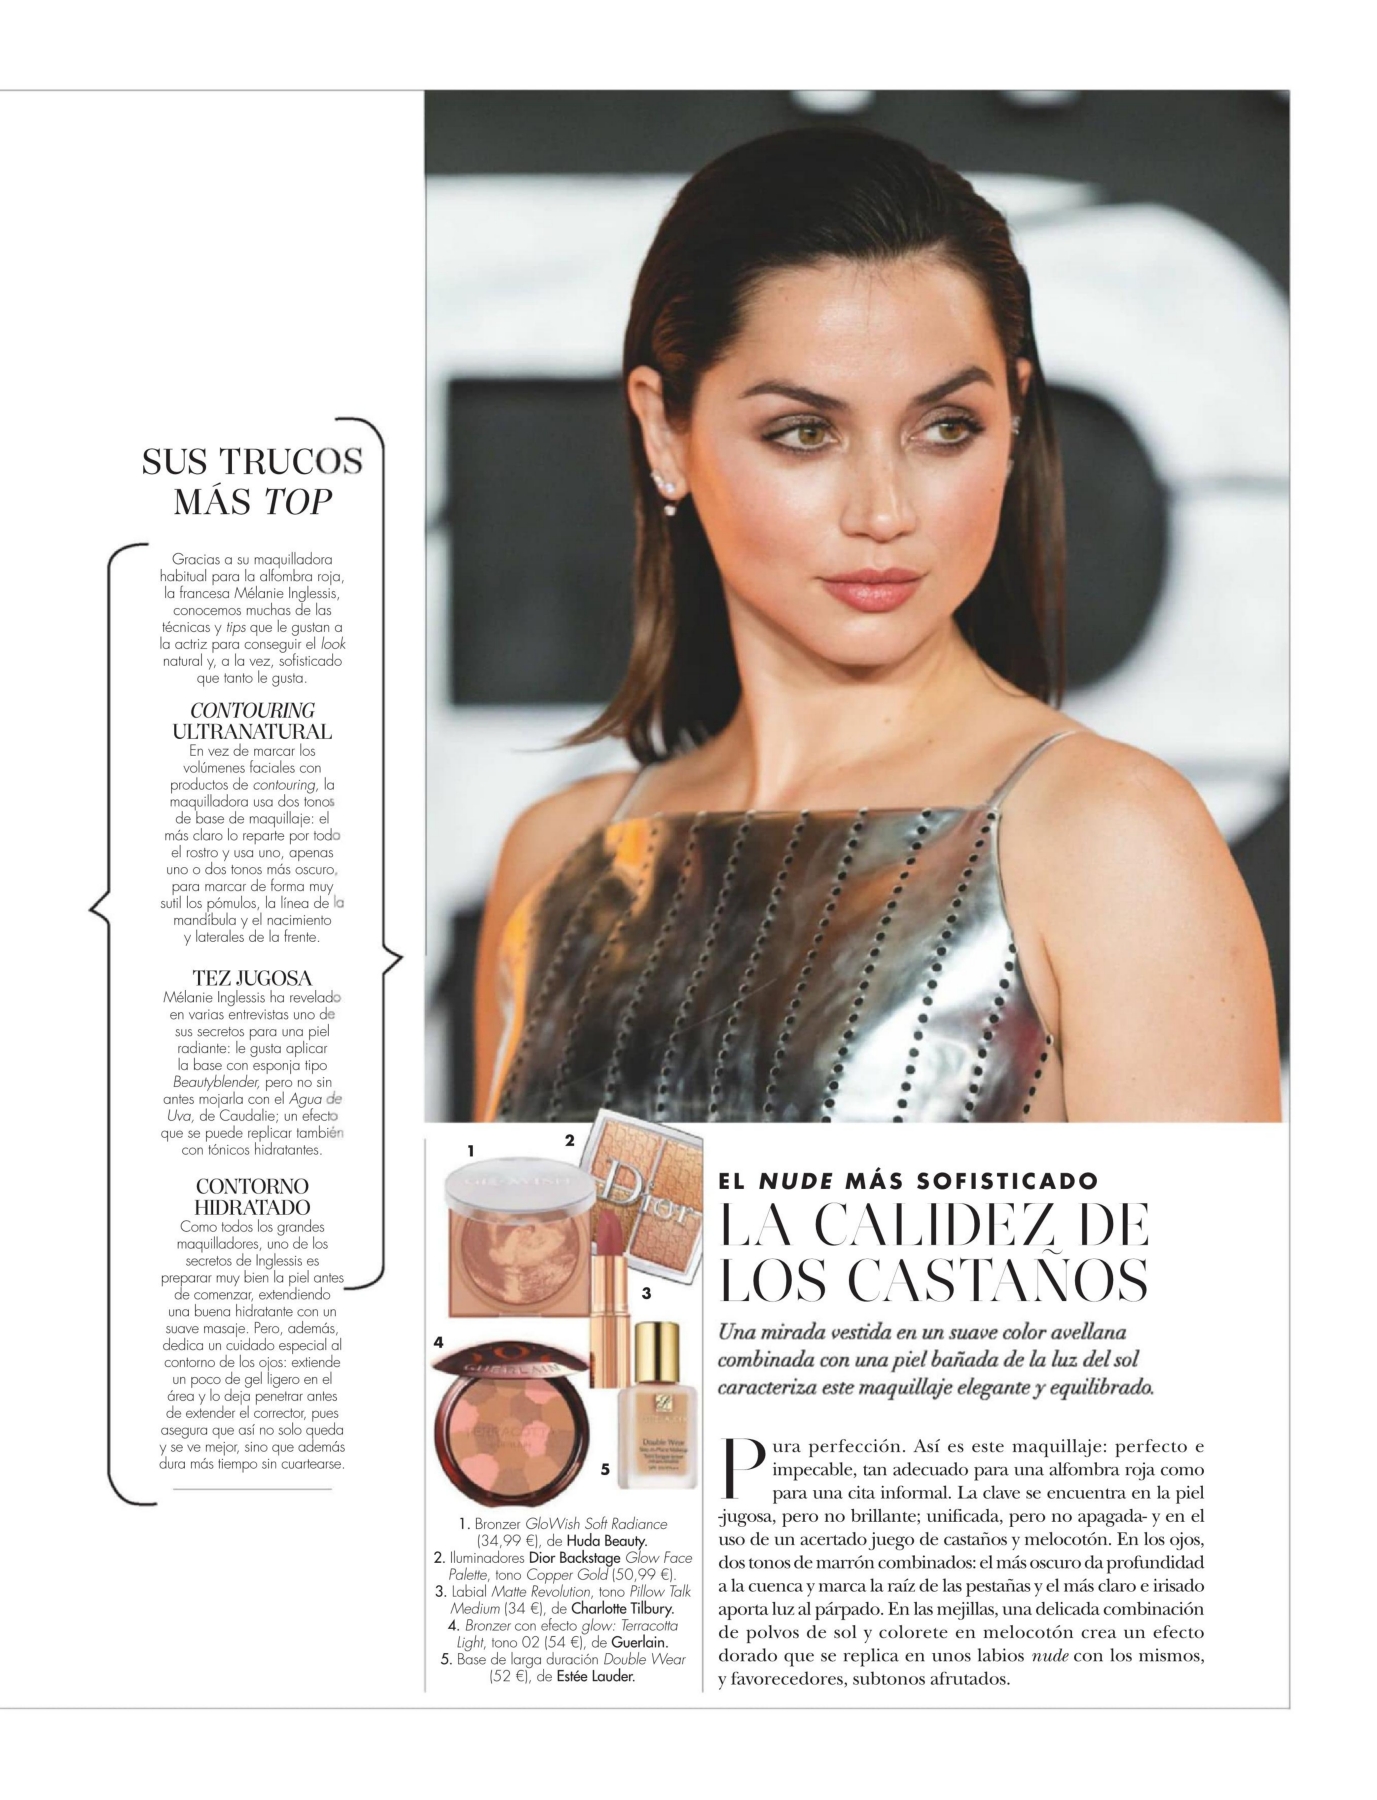 SUS TRUCOS
MÁS TOP
Gracias a su maquilladora
habitual para la alfombra roja,
la francesa Mélanie Inglessis,
conocemos muchas de las
técnicas y tips que le gustan a
la actriz para conseguir el look
natural y, a la vez, sofisticado
que tanto le gusta.
CONTOURING
ULTRANATURAL
En vez de marcar los
volúmenes faciales con
productos de contouring, la
maquilladora usa dos tonos
de base de maquillaje: el
más claro lo reparte por todo
el rostro y usa uno, apenas
uno o dos tonos más oscuro,
para marcar de forma muy
sutil los pómulos, la línea de la
mandíbula y el nacimiento
y laterales de la frente.
TEZ JUGOSA
Mélanie Inglessis ha revelado
en varias entrevistas uno de
sus secretos para una piel
radiante: le gusta aplicar
la base con esponja tipo
Beautyblender, pero no sin
antes mojarla con el Agua de
Uva, de Caudalie; un efecto
que se puede replicar también
con tónicos hidratantes.
CONTORNO
HIDRATADO
Como todos los grandes
maquilladores, uno de los
secretos de Inglessis es
preparar muy bien la piel antes
de comenzar, extendiendo
una buena hidratante con un
suave masaje. Pero, además,
dedica un cuidado especial al
contorno de los ojos: extiende
un poco de gel ligero en el
área y lo deja penetrar antes
de extender el corrector, pues
asegura que así no solo queda
y se ve mejor, sino que además
dura más tiempo sin cuartearse.
1
2
GLOWISH
Dior
3
4
GUERLAIN
TERRACOTTA
Double Wear
5
1. Bronzer GloWish Soft Radiance
(34,99 €), de Huda Beauty.
2. Iluminadores Dior Backstage Glow Face
Palette, tono Copper Gold (50,99 €).
3. Labial Matte Revolution, tono Pillow Talk
Medium (34 €), de Charlotte Tilbury.
4. Bronzer con efecto glow: Terracotta
Light, tono 02 (54 €), de Guerlain.
5. Base de larga duración Double Wear
(52 €), de Estée Lauder.
EL NUDE MÁS SOFISTICADO
LA CALIDEZ DE
LOS CASTAÑOS
Una mirada vestida en un suave color avellana
combinada con una piel bañada de la luz del sol
caracteriza este maquillaje elegante y equilibrado.
Pura perfección. Así es este maquillaje: perfecto e
impecable, tan adecuado para una alfombra roja como
para una cita informal. La clave se encuentra en la piel
-jugosa, pero no brillante; unificada, pero no apagada- y en el
uso de un acertado juego de castaños y melocotón. En los ojos,
dos tonos de marrón combinados: el más oscuro da profundidad
a la cuenca y marca la raíz de las pestañas y el más claro e irisado
aporta luz al párpado. En las mejillas, una delicada combinación
de polvos de sol y colorete en melocotón crea un efecto
dorado que se replica en unos labios nude con los mismos,
y favorecedores, subtonos afrutados.